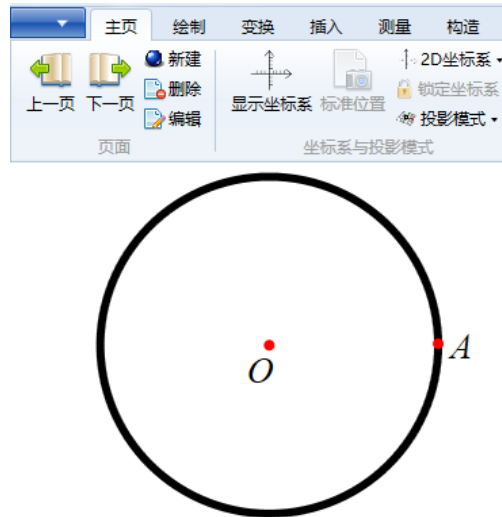 主页 绘制 变换 插入 测量 构造
新建 2D坐标系
删除 锁定坐标系
上一页 下一页 编辑 显示坐标系 标准位置 投影模式
页面 坐标系与投影模式
A
O